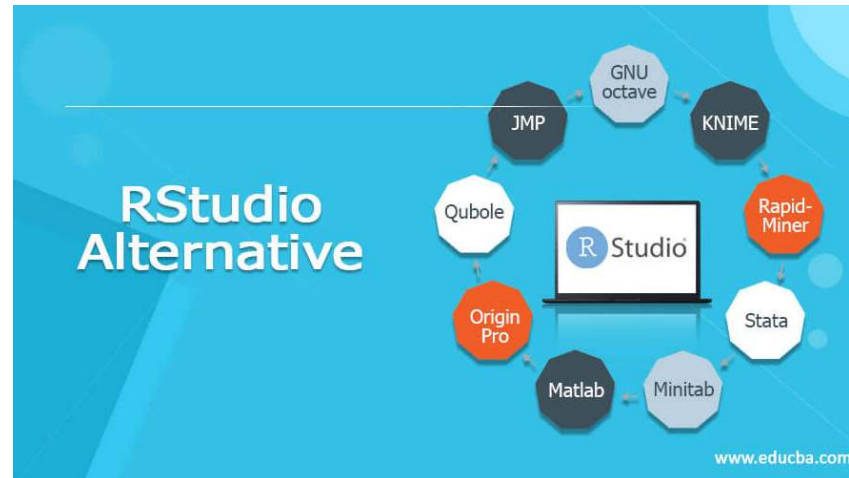 RStudio
Alternative
GNU
octave
KNIME
Rapid-
Miner
Stata
Minitab
Matlab
Origin
Pro
Qubole
JMP
R Studio
www.educba.com